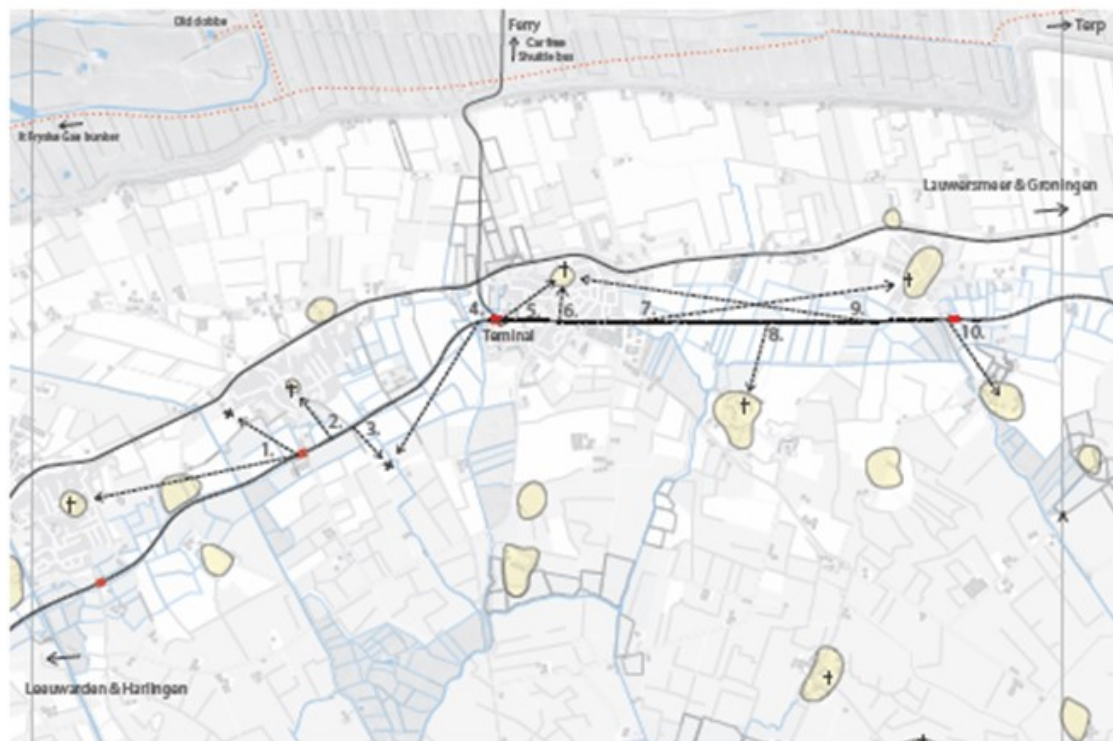 Old dobbe
Ferry
Car free
Shuttle bus
Terp
It Fryske Gea bunker
Lauwersmeer & Groningen
4.
5.
6.
7.
9.
Terminal
8.
10.
2.
3.
1.
Leeuwarden & Harlingen